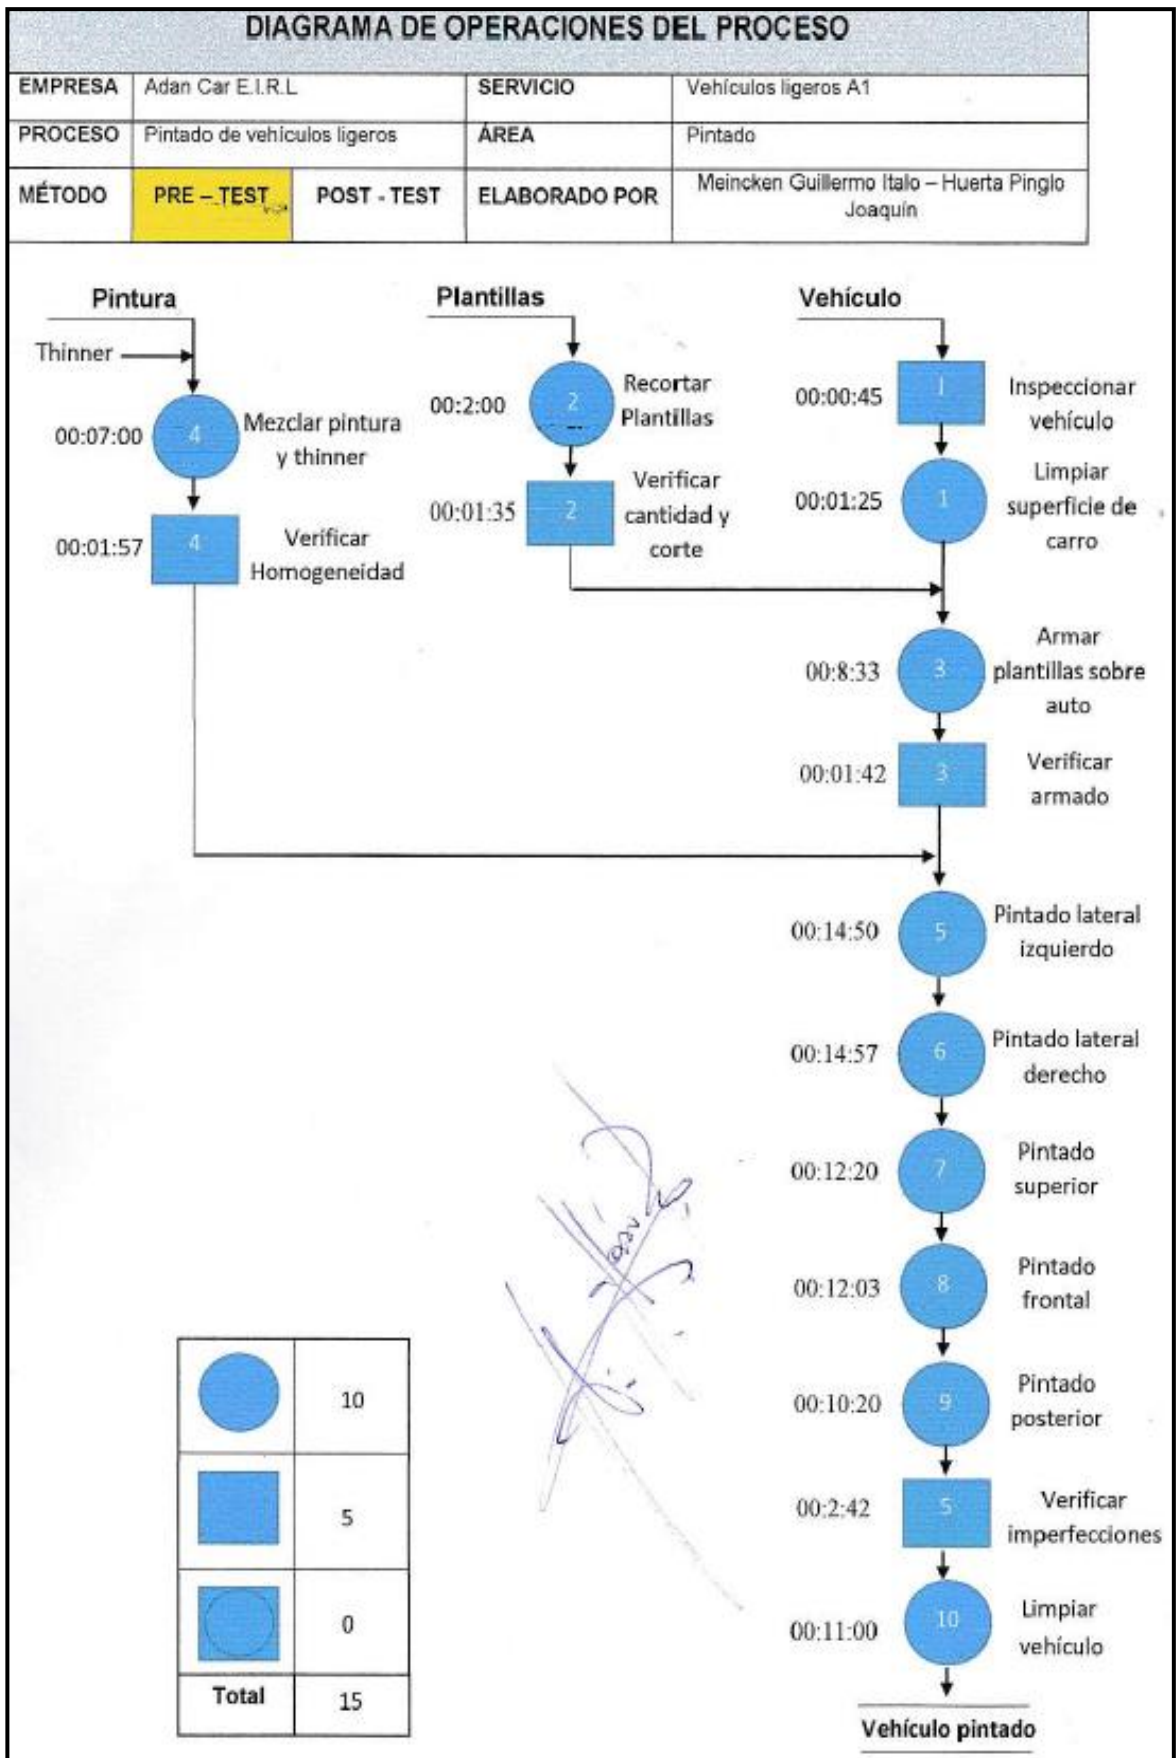 DIAGRAMA DE OPERACIONES DEL PROCESO
EMPRESA Adan Car E.I.R.L SERVICIO Vehículos ligeros A1
PROCESO Pintado de vehículos ligeros ÁREA Pintado
MÉTODO PRE – TEST POST - TEST ELABORADO POR Meincken Guillermo Italo – Huerta Pinglo
Joaquín
Pintura
Thinner
00:07:00 4 Mezclar pintura
y thinner
00:01:57 4 Verificar
Homogeneidad
Plantillas
00:2:00 2 Recortar
Plantillas
00:01:35 2 Verificar
cantidad y
corte
Vehículo
00:00:45 1 Inspeccionar
vehículo
00:01:25 1 Limpiar
superficie de
carro
00:8:33 3 Armar
plantillas sobre
auto
00:01:42 3 Verificar
armado
00:14:50 5 Pintado lateral
izquierdo
00:14:57 6 Pintado lateral
derecho
00:12:20 7 Pintado
superior
00:12:03 8 Pintado
frontal
00:10:20 9 Pintado
posterior
00:2:42 5 Verificar
imperfecciones
00:11:00 10 Limpiar
vehículo
Vehículo pintado
10
5
0
Total 15